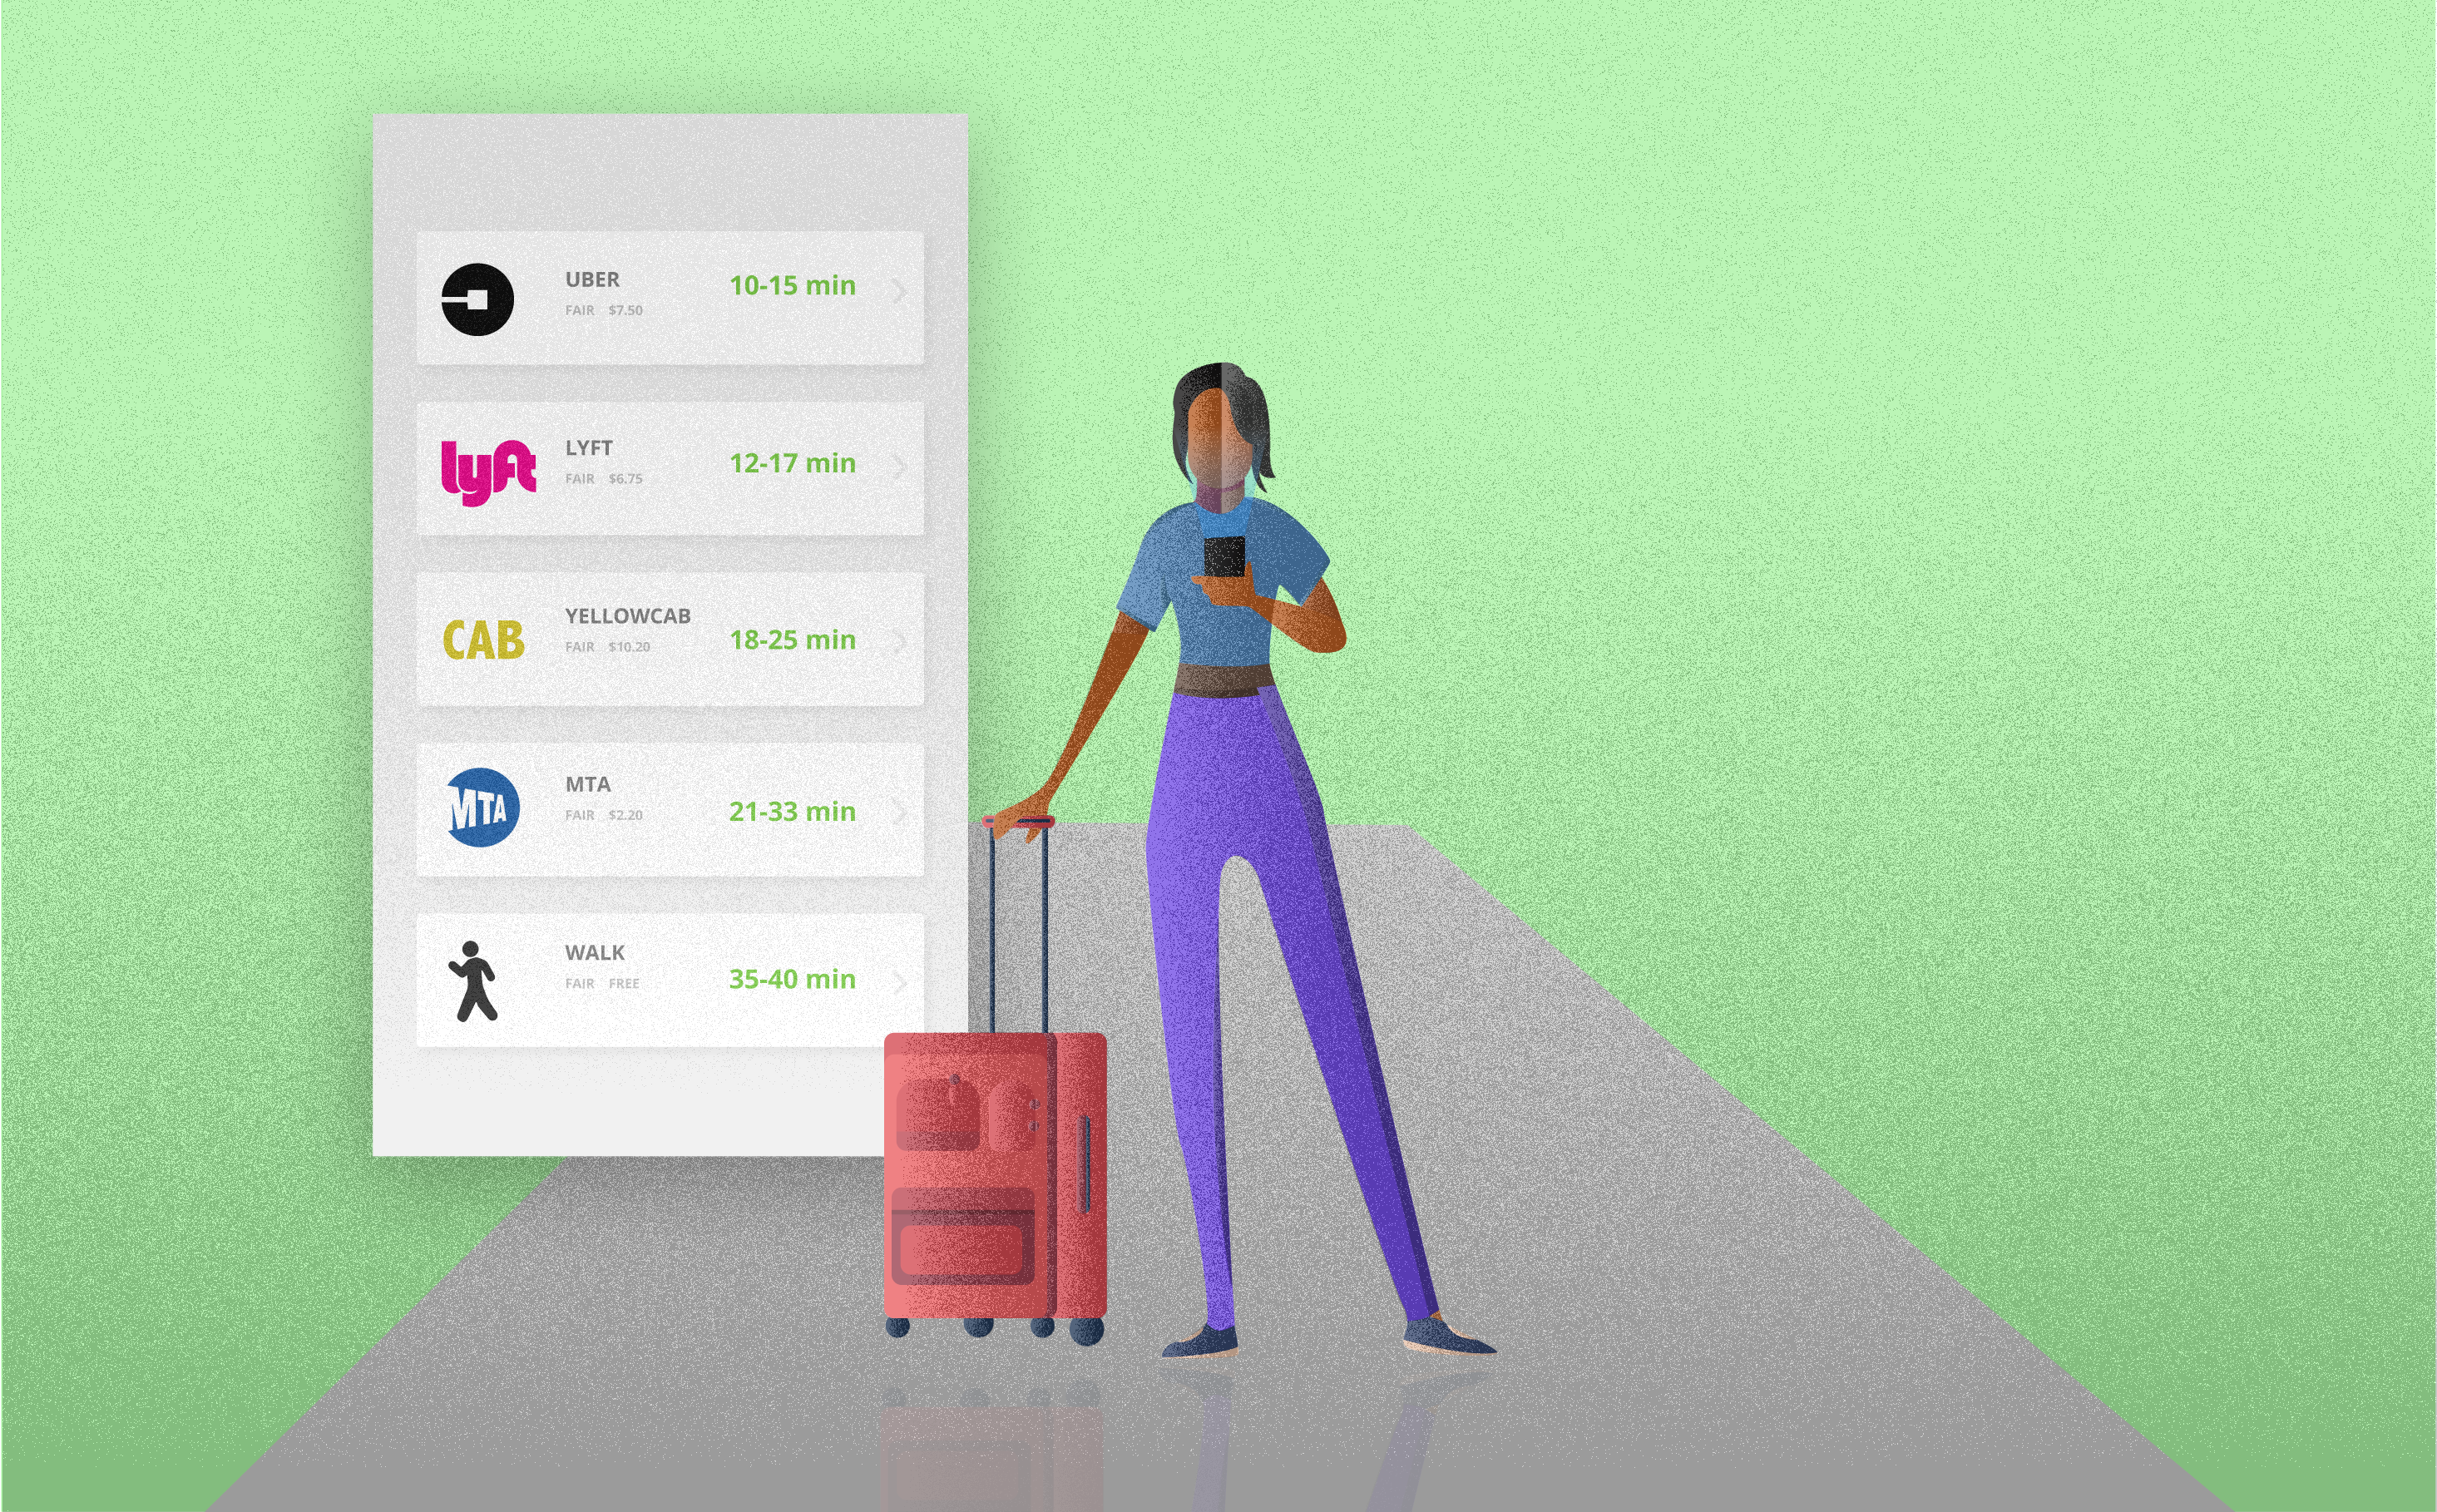 UBER
FAIR $7.50
10-15 min
lyft
LYFT
FAIR $6.75
12-17 min
CAB
YELLOWCAB
FAIR $10.20
18-25 min
MTA
MTA
FAIR $2.20
21-33 min
WALK
FAIR FREE
35-40 min